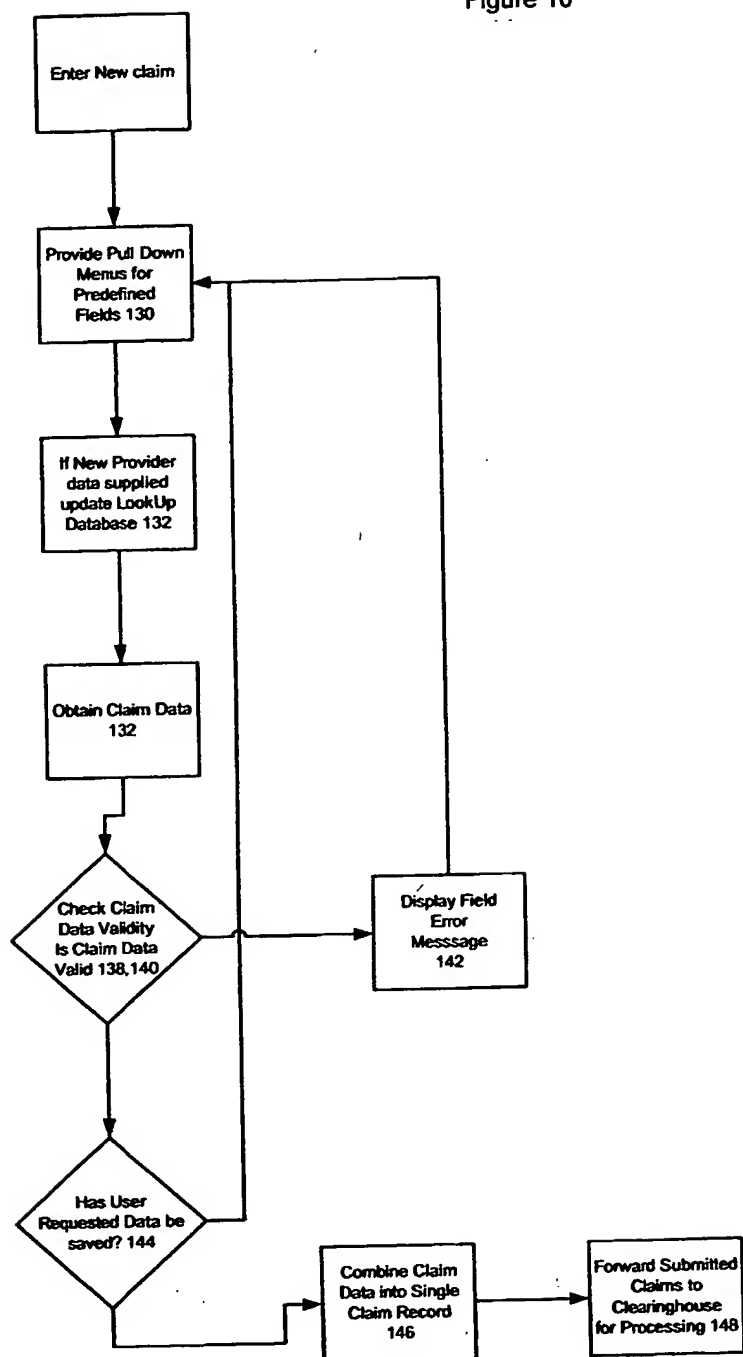 Figure 10
Enter New claim
Provide Pull Down
Menus for
Predefined
Fields 130
If New Provider
data supplied
update LookUp
Database 132
Obtain Claim Data
132
Check Claim
Data Validity
Is Claim Data
Valid 138,140
Display Field
Error
Messsage
142
Has User
Requested Data be
saved? 144
Combine Claim
Data into Single
Claim Record
146
Forward Submitted
Claims to
Clearinghouse
for Processing 148